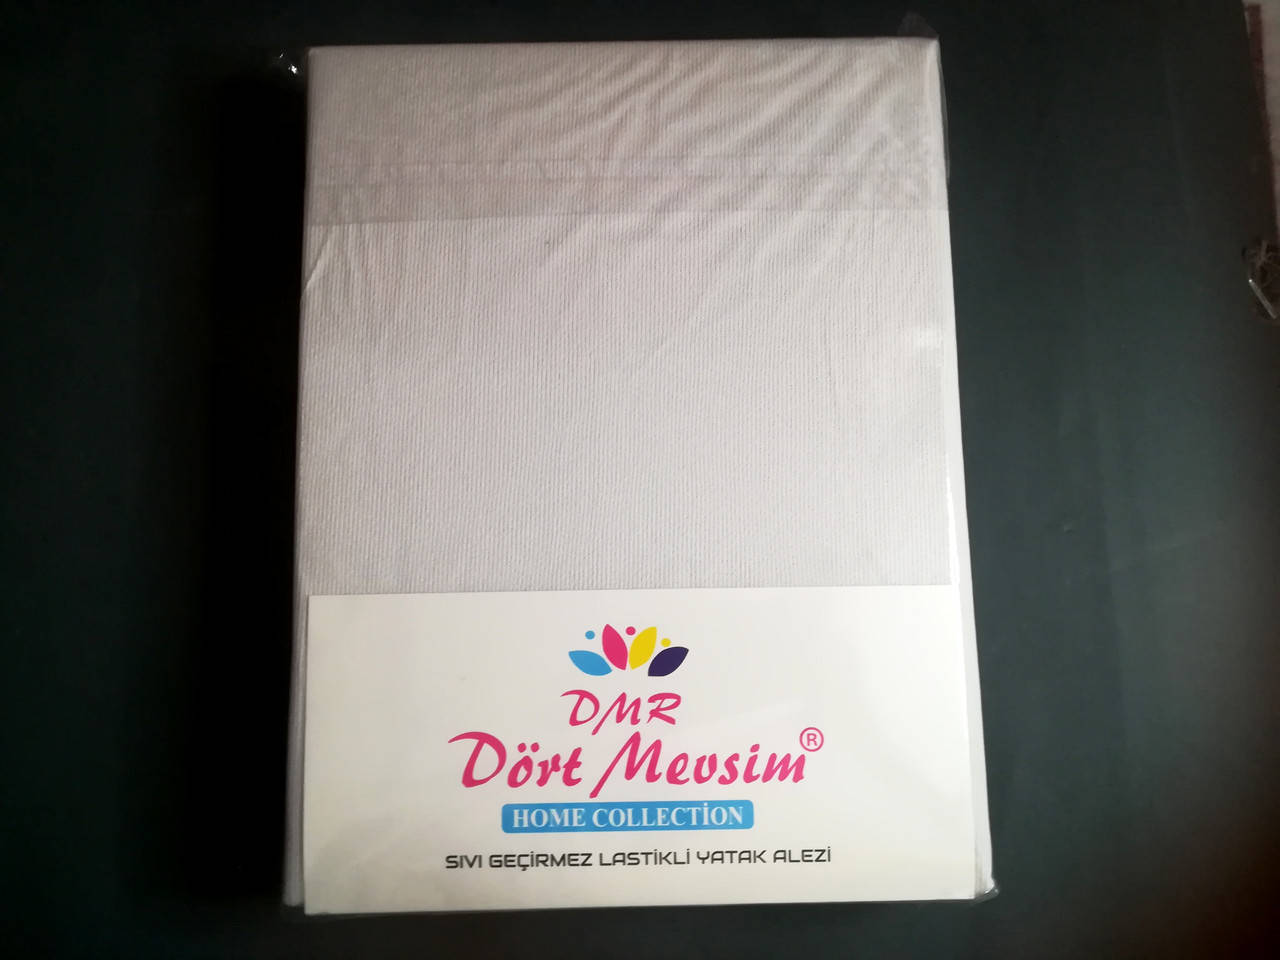 DMR
Dört Mevsim®
HOME COLLECTİON
SIVI GEÇİRMEZ LASTİKLİ YATAK ALEZİ